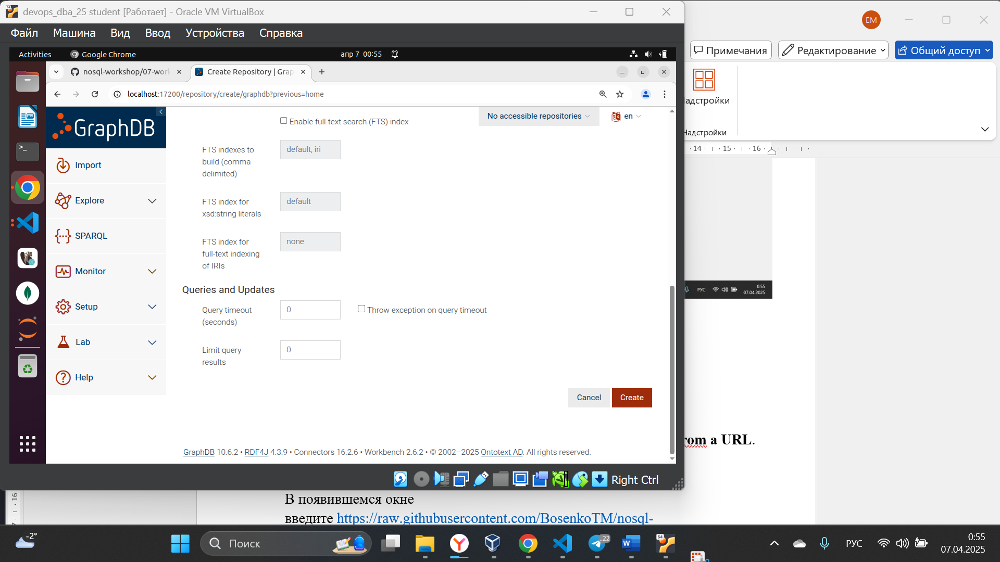 devops_dba_25 student [Работает] - Oracle VM VirtualBox
Файл Машина Вид Ввод Устройства Справка
Activities Google Chrome апр 7 00:55
nosql-workshop/07-work Create Repository | Grap
localhost:17200/repository/create/graphdb?previous=home
GraphDB
Import
Explore
SPARQL
Monitor
Setup
Lab
Help
No accessible repositories en
Enable full-text search (FTS) index
FTS indexes to build (comma delimited) default, iri
FTS index for xsd:string literals default
FTS index for full-text indexing of IRIs none
Queries and Updates
Query timeout (seconds) 0 Throw exception on query timeout
Limit query results 0
Cancel Create
GraphDB 10.6.2 • RDF4J 4.3.9 • Connectors 16.2.6 • Workbench 2.6.2 • © 2002–2025 Ontotext AD. All rights reserved.
Right Ctrl
EM
Примечания Редактирование Общий доступ
адстройки
Надстройки
14 15 16
РУС 0:55
07.04.2025
rom a URL.
16
В появившемся окне
введите https://raw.githubusercontent.com/BosenkoTM/nosql-
-2°
Поиск
..22
64
РУС
0:55
07.04.2025